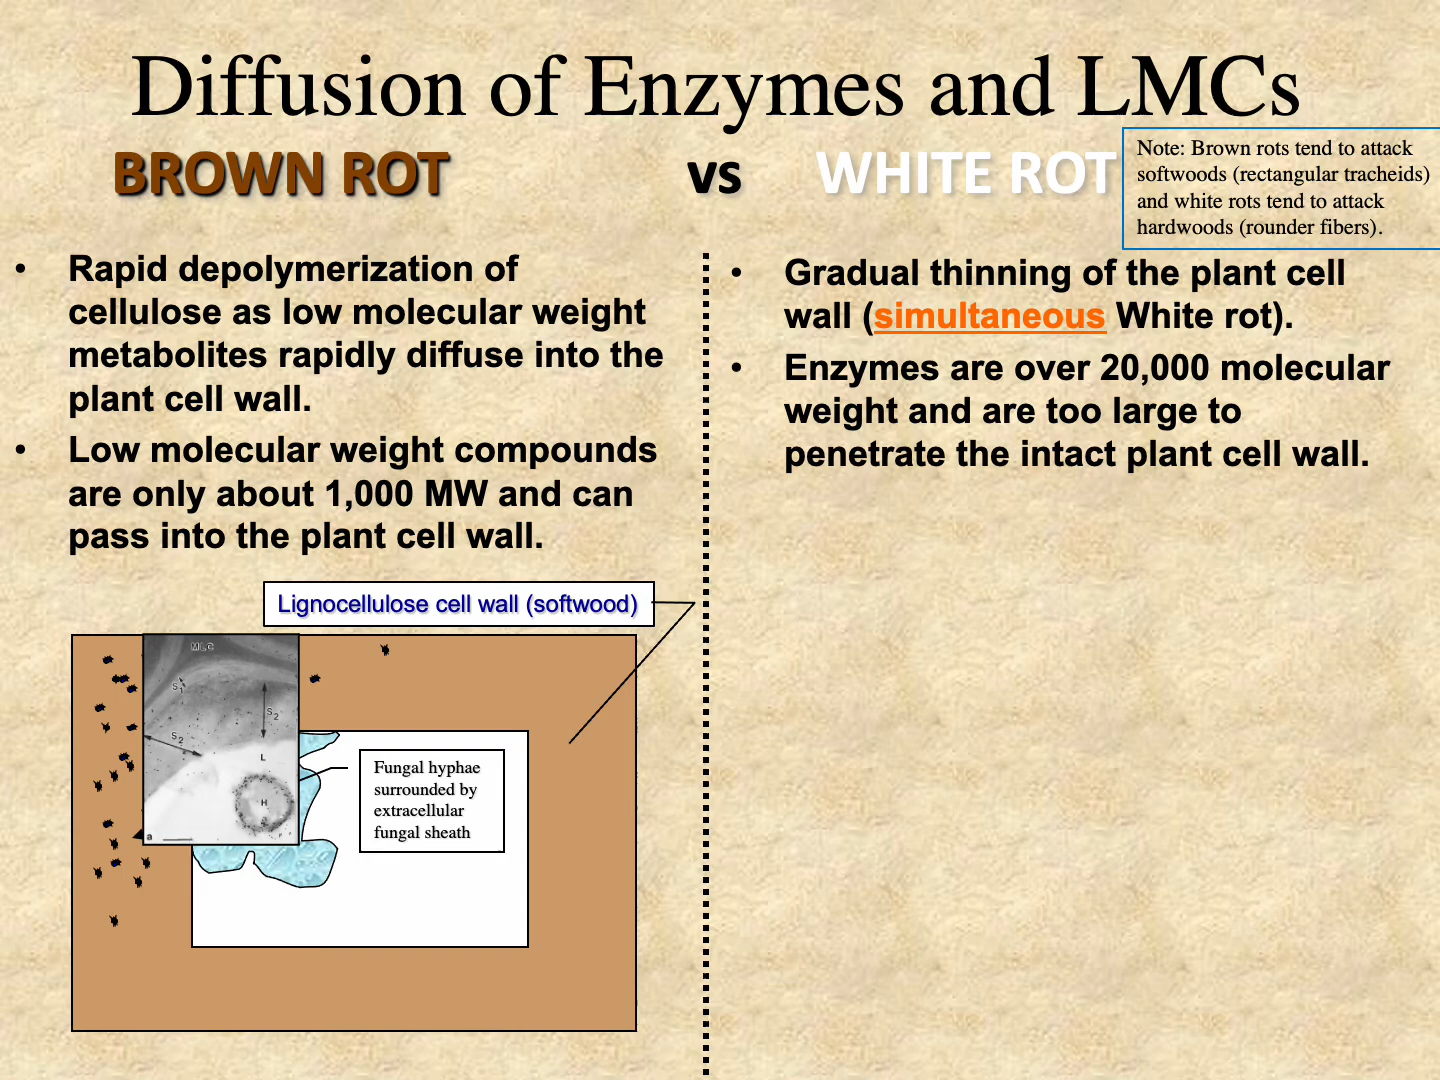 Diffusion of Enzymes and LMCs
BROWN ROT vs WHITE ROT
Note: Brown rots tend to attack
softwoods (rectangular tracheids)
and white rots tend to attack
hardwoods (rounder fibers).
• Rapid depolymerization of
cellulose as low molecular weight
metabolites rapidly diffuse into the
plant cell wall.
• Low molecular weight compounds
are only about 1,000 MW and can
pass into the plant cell wall.
• Gradual thinning of the plant cell
wall (simultaneous White rot).
• Enzymes are over 20,000 molecular
weight and are too large to
penetrate the intact plant cell wall.
Lignocellulose cell wall (softwood)
MLC
S1
S2
S2
L
H
a
Fungal hyphae
surrounded by
extracellular
fungal sheath